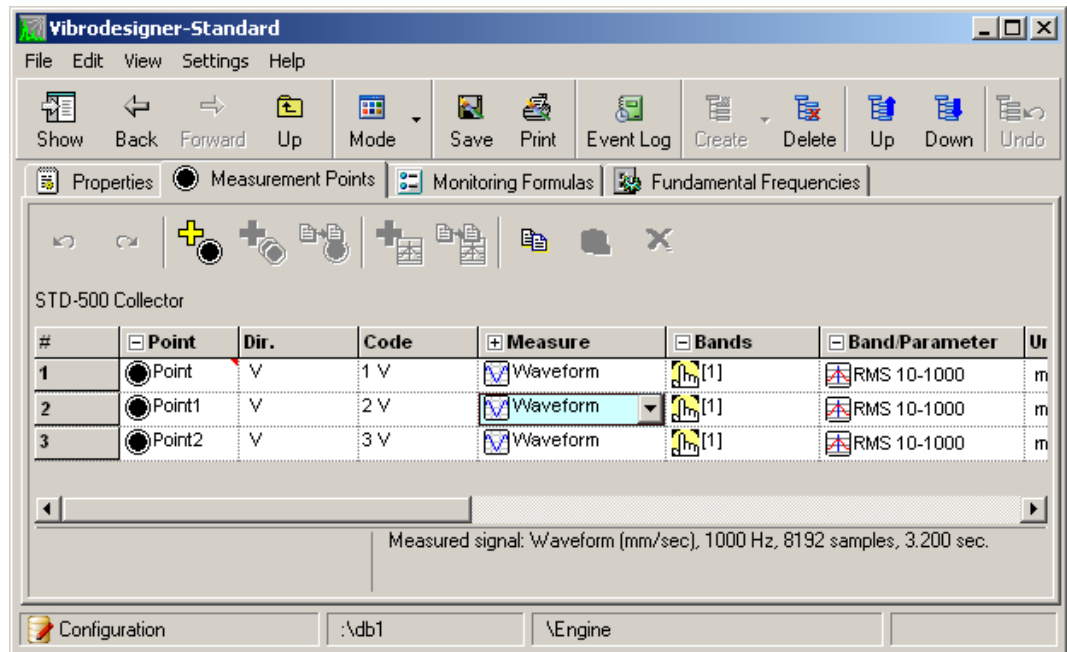 Vibrodesigner-Standard
File Edit View Settings Help
Show Back Forward Up Mode Save Print Event Log Create Delete Up Down Undo
Properties Measurement Points Monitoring Formulas Fundamental Frequencies
STD-500 Collector
# Point Dir. Code Measure Bands Band/Parameter
1 Point V 1 V Waveform [1] RMS 10-1000 m
2 Point1 V 2 V Waveform [1] RMS 10-1000 m
3 Point2 V 3 V Waveform [1] RMS 10-1000 m
Measured signal: Waveform (mm/sec), 1000 Hz, 8192 samples, 3.200 sec.
Configuration :\db1 \Engine